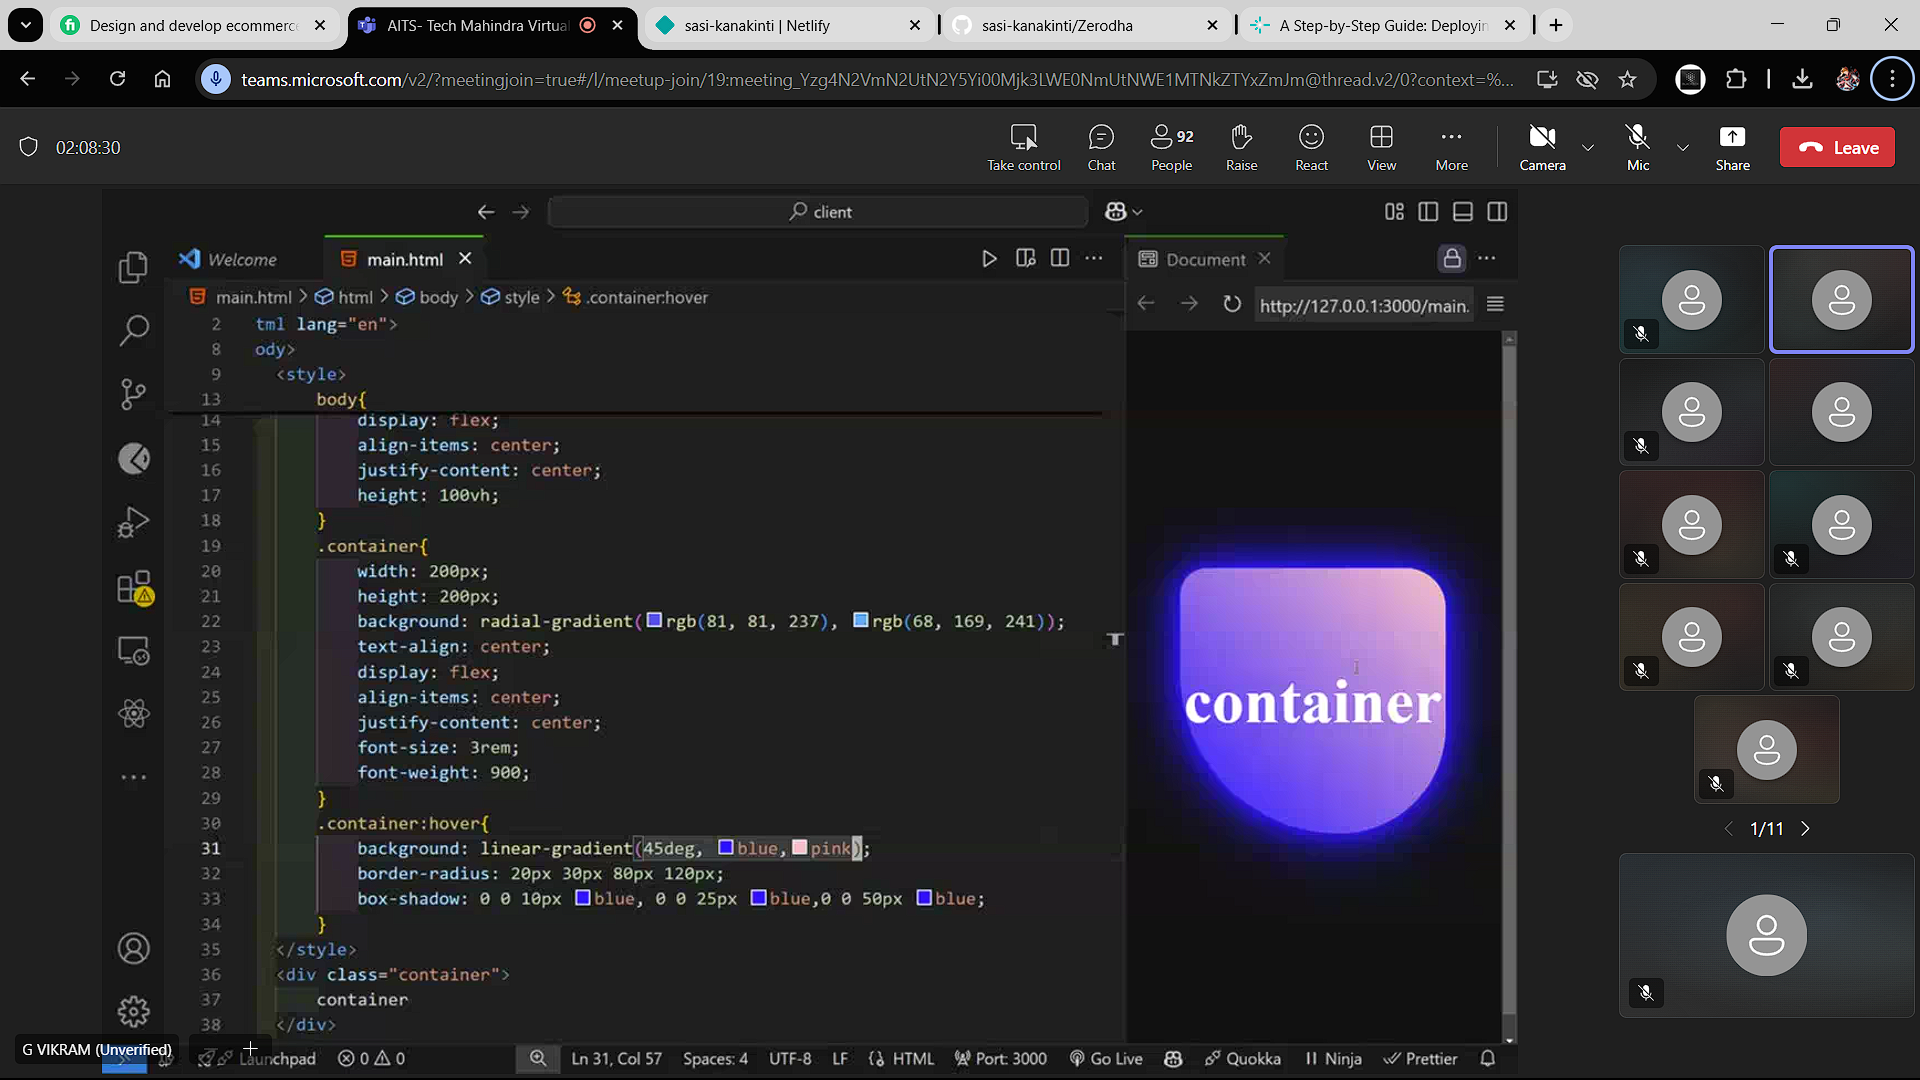 Design and develop ecommerc
AITS- Tech Mahindra Virtual
sasi-kanakinti | Netlify
sasi-kanakinti/Zerodha
A Step-by-Step Guide: Deployin
teams.microsoft.com/v2/?meetingjoin=true#/l/meetup-join/19:meeting_Yzg4N2VmN2UtN2Y5Yi00Mjk3LWE0NmUtNWE1MTNkZTYxZmJm@thread.v2/0?context=%...
02:08:30
Take control
Chat
92
People
Raise
React
View
More
Camera
Mic
Share
Leave
client
Welcome
main.html
Document
main.html > html > body > style > .container:hover
http://127.0.0.1:3000/main.
2 tml lang="en">
8 ody>
9 <style>
13 body{
14 display: flex;
15 align-items: center;
16 justify-content: center;
17 height: 100vh;
18 }
19 .container{
20 width: 200px;
21 height: 200px;
22 background: radial-gradient(rgb(81, 81, 237), rgb(68, 169, 241));
23 text-align: center;
24 display: flex;
25 align-items: center;
26 justify-content: center;
27 font-size: 3rem;
28 font-weight: 900;
29 }
30 .container:hover{
31 background: linear-gradient(45deg, blue,pink);
32 border-radius: 20px 30px 80px 120px;
33 box-shadow: 0 0 10px blue, 0 0 25px blue,0 0 50px blue;
34 }
35 </style>
36 <div class="container">
37 container
38 </div>
container
1/11
G VIKRAM (Unverified)
Launchpad
0 0
Ln 31, Col 57
Spaces: 4
UTF-8
LF
HTML
Port: 3000
Go Live
Quokka
Ninja
Prettier